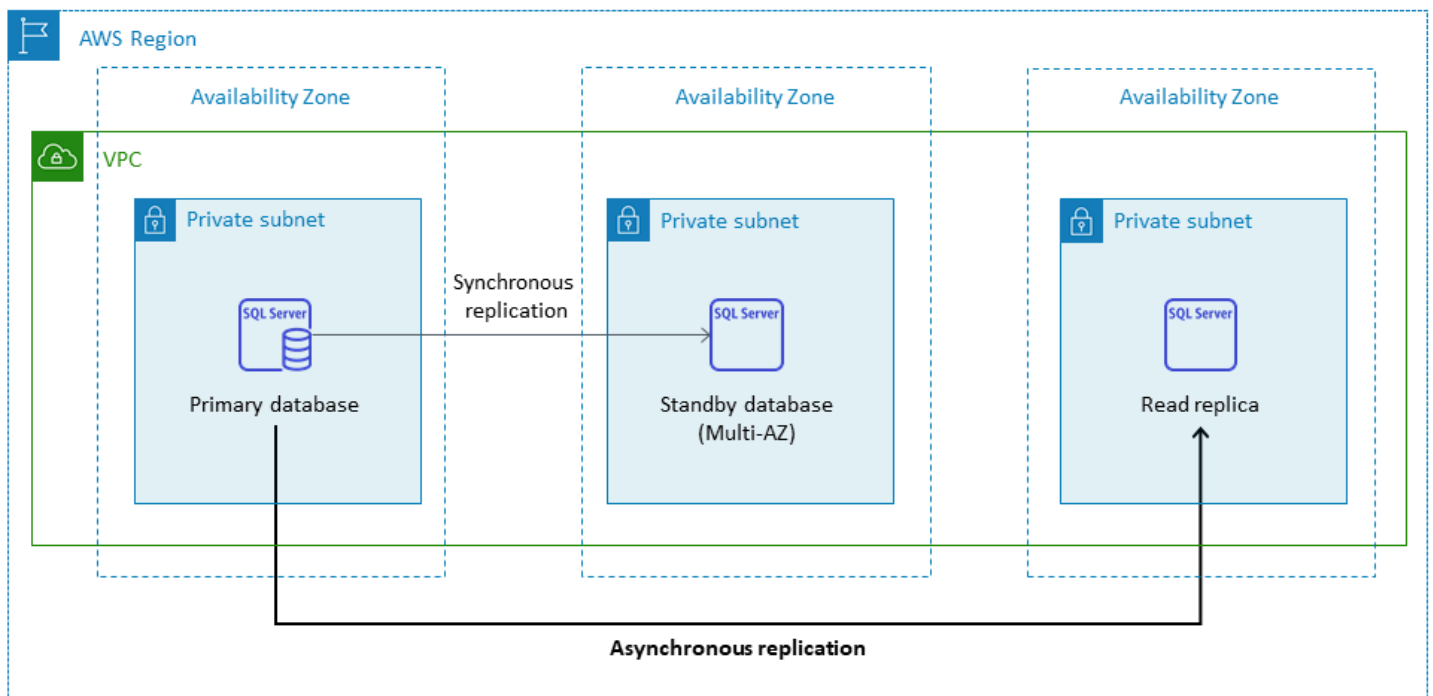 AWS Region
Availability Zone
Availability Zone
Availability Zone
VPC
Private subnet
Private subnet
Private subnet
Synchronous
replication
SQL Server
SQL Server
SQL Server
Primary database
Standby database
(Multi-AZ)
Read replica
Asynchronous replication